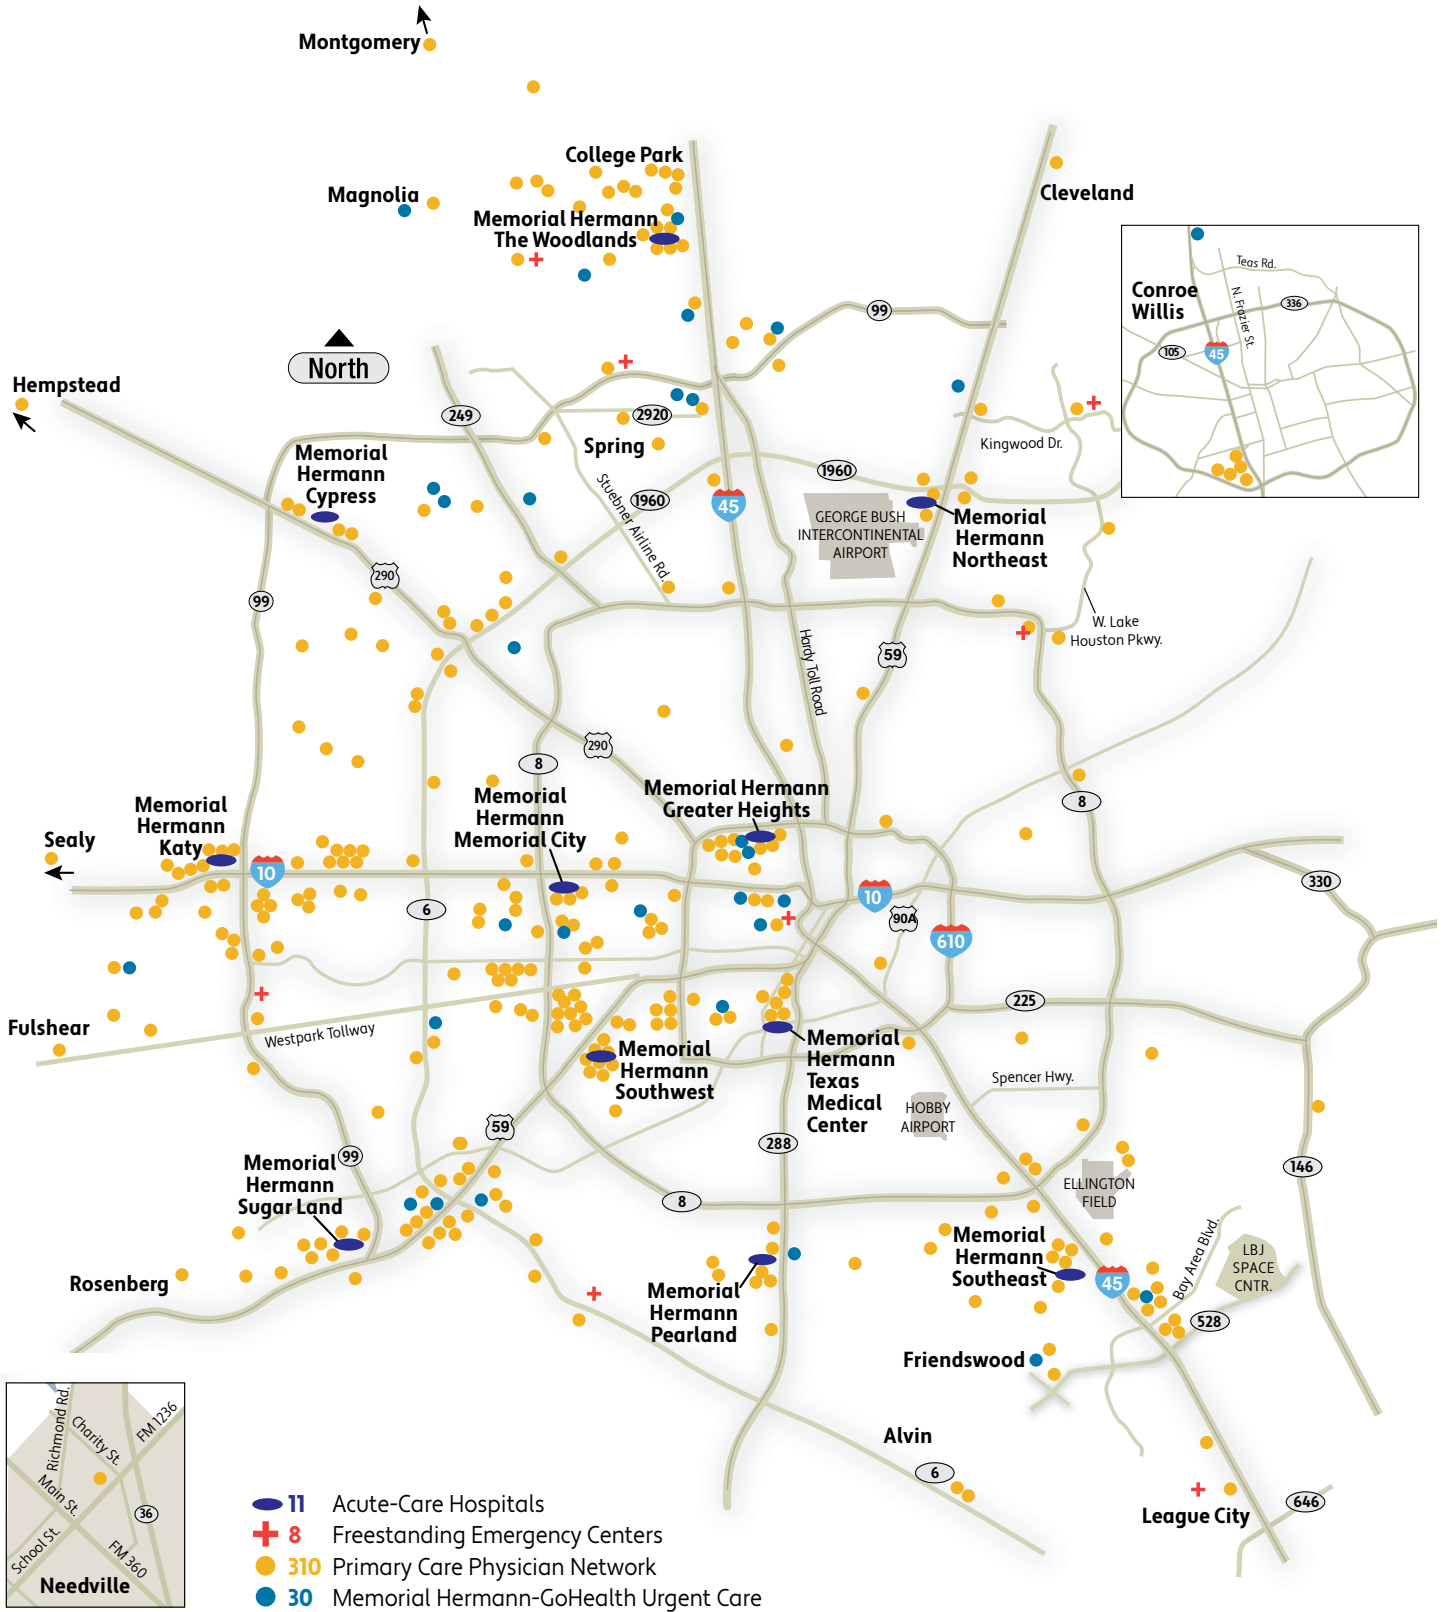 Montgomery
College Park
Magnolia
Cleveland
Memorial Hermann
The Woodlands
Teas Rd.
Conroe
Willis
N. Frazier St.
336
105
45
99
North
Hempstead
249
2920
Spring
Kingwood Dr.
Memorial
Hermann
Cypress
1960
1960
Stuebner Airline Rd.
45
GEORGE BUSH
INTERCONTINENTAL
AIRPORT
Memorial
Hermann
Northeast
290
99
W. Lake
Houston Pkwy.
Hardy Toll Road
59
290
8
8
Memorial Hermann
Greater Heights
Memorial
Hermann
Memorial City
Memorial
Hermann
Katy
Sealy
10
6
10
90A
610
330
225
Fulshear
Westpark Tollway
Memorial
Hermann
Southwest
Memorial
Hermann
Texas
Medical
Center
Spencer Hwy.
HOBBY
AIRPORT
59
288
99
146
Memorial
Hermann
Sugar Land
8
ELLINGTON
FIELD
Memorial
Hermann
Southeast
Bay Area Blvd.
LBJ
SPACE
CNTR.
45
528
Rosenberg
Memorial
Hermann
Pearland
Friendswood
Alvin
6
League City
646
Richmond Rd.
Charity St.
FM 1236
Main St.
36
School St.
FM 360
Needville
11 Acute-Care Hospitals
8 Freestanding Emergency Centers
310 Primary Care Physician Network
30 Memorial Hermann-GoHealth Urgent Care